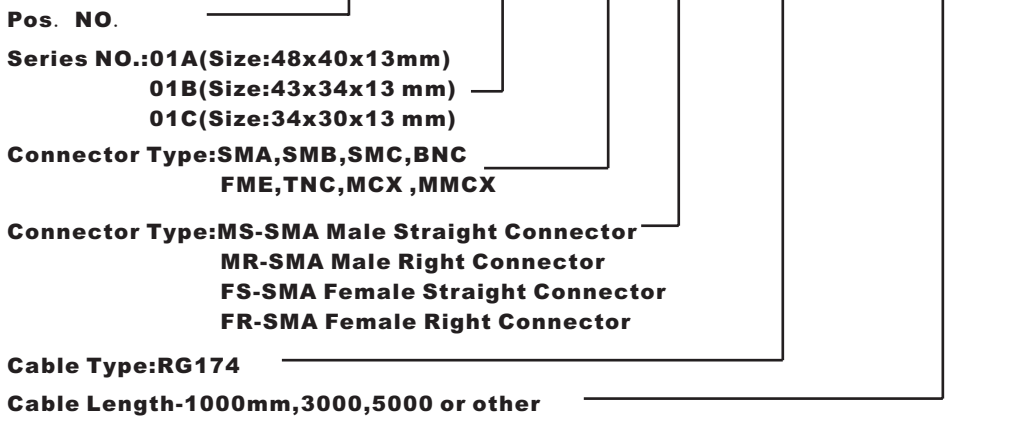 Pos. NO.
Series NO.:01A(Size:48x40x13mm)
01B(Size:43x34x13 mm)
01C(Size:34x30x13 mm)
Connector Type:SMA,SMB,SMC,BNC
FME,TNC,MCX ,MMCX
Connector Type:MS-SMA Male Straight Connector
MR-SMA Male Right Connector
FS-SMA Female Straight Connector
FR-SMA Female Right Connector
Cable Type:RG174
Cable Length-1000mm,3000,5000 or other